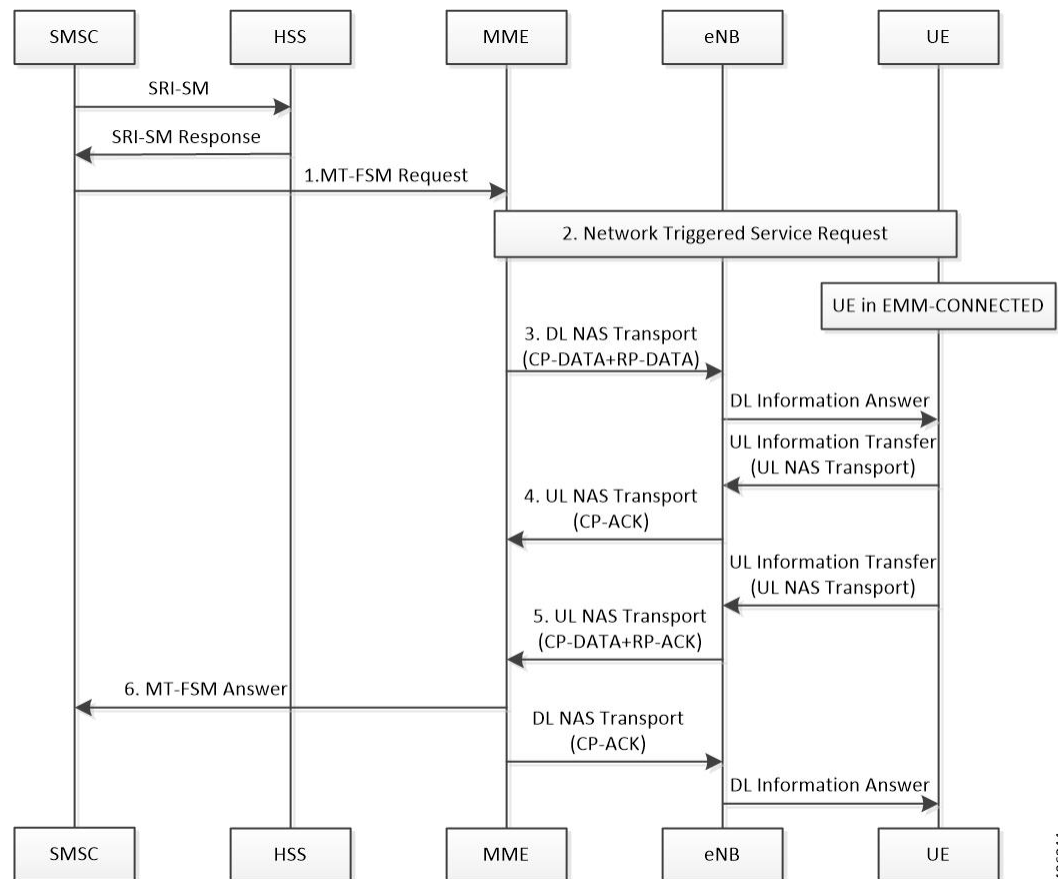 SMSC HSS MME eNB UE
SRI-SM
SRI-SM Response
1.MT-FSM Request
2. Network Triggered Service Request
UE in EMM-CONNECTED
3. DL NAS Transport
(CP-DATA+RP-DATA)
DL Information Answer
UL Information Transfer
(UL NAS Transport)
4. UL NAS Transport
(CP-ACK)
UL Information Transfer
(UL NAS Transport)
5. UL NAS Transport
(CP-DATA+RP-ACK)
6. MT-FSM Answer
DL NAS Transport
(CP-ACK)
DL Information Answer
SMSC HSS MME eNB UE